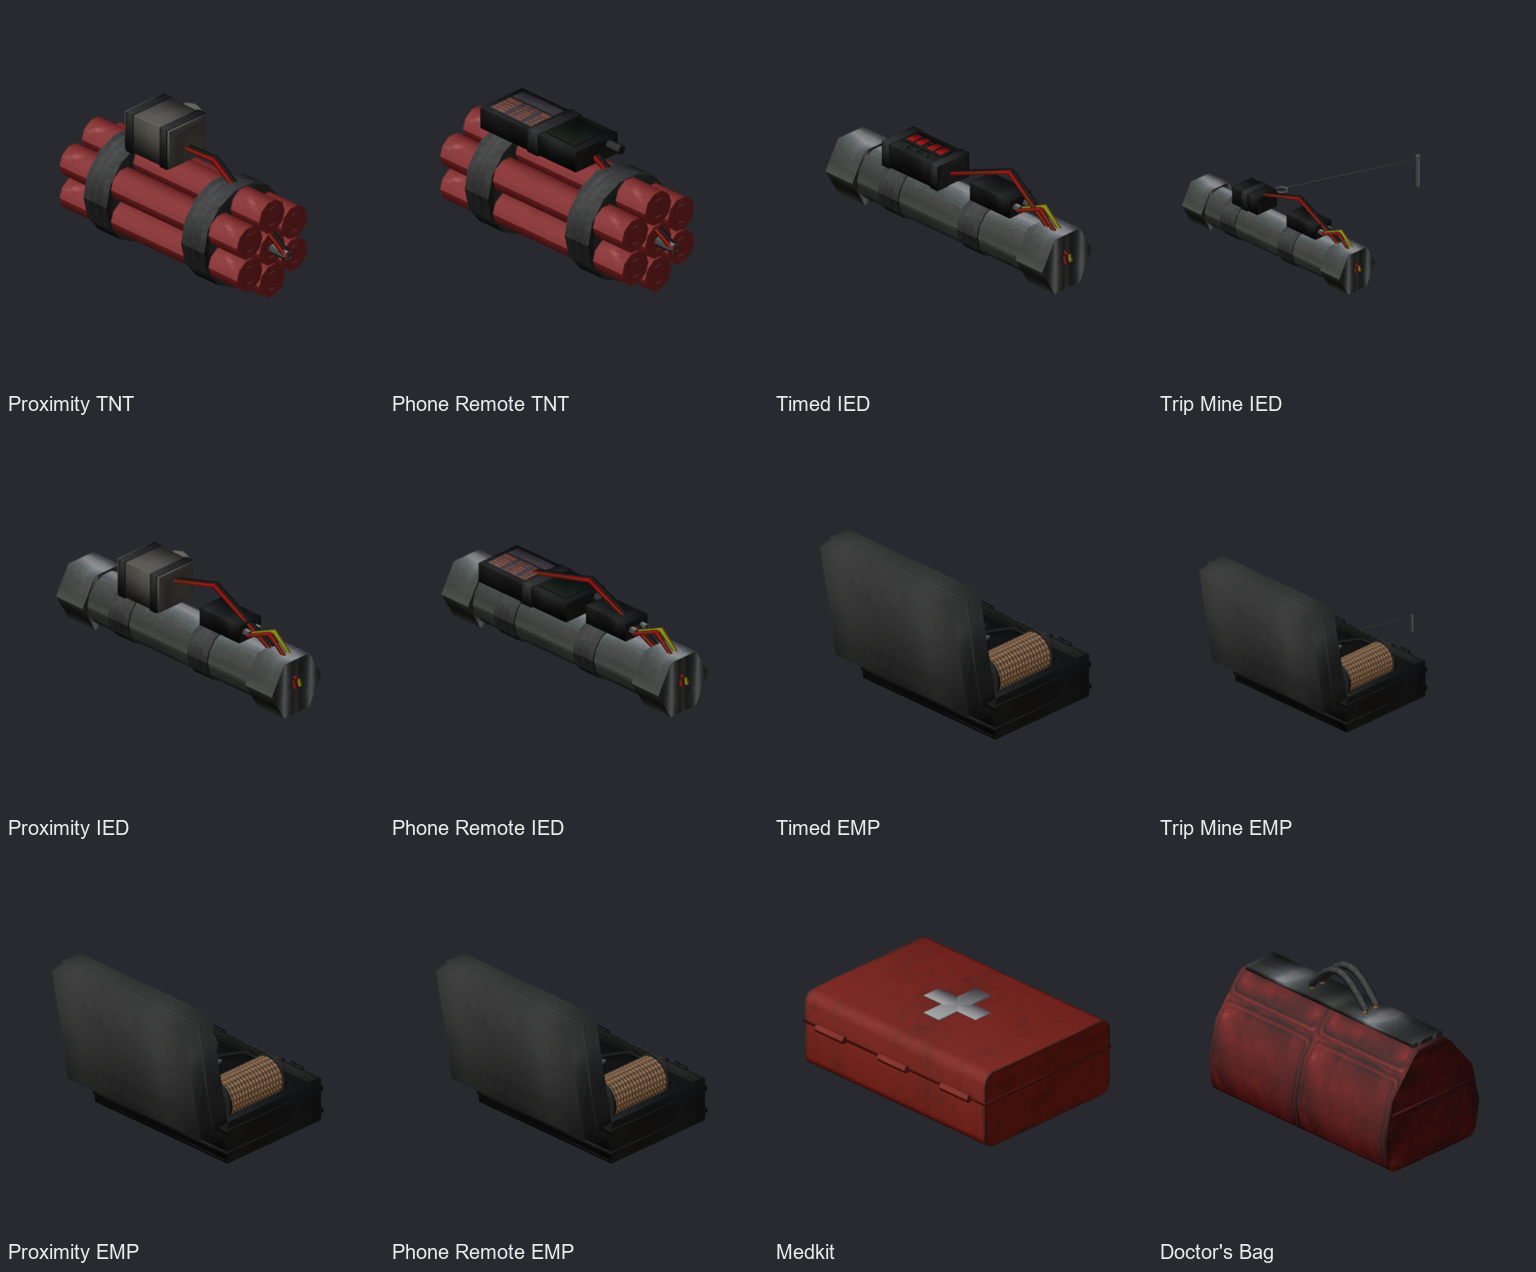 Proximity TNT
Phone Remote TNT
Timed IED
Trip Mine IED
Proximity IED
Phone Remote IED
Timed EMP
Trip Mine EMP
Proximity EMP
Phone Remote EMP
Medkit
Doctor's Bag